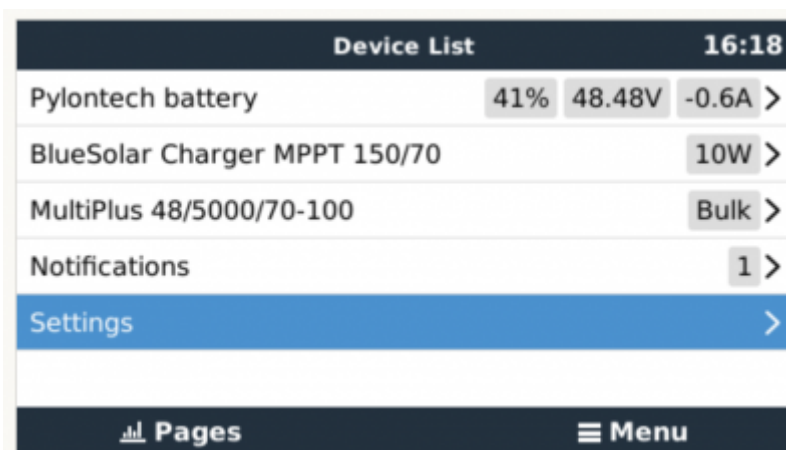 Device List 16:18
Pylontech battery 41% 48.48V -0.6A
BlueSolar Charger MPPT 150/70 10W
MultiPlus 48/5000/70-100 Bulk
Notifications 1
Settings
Pages Menu